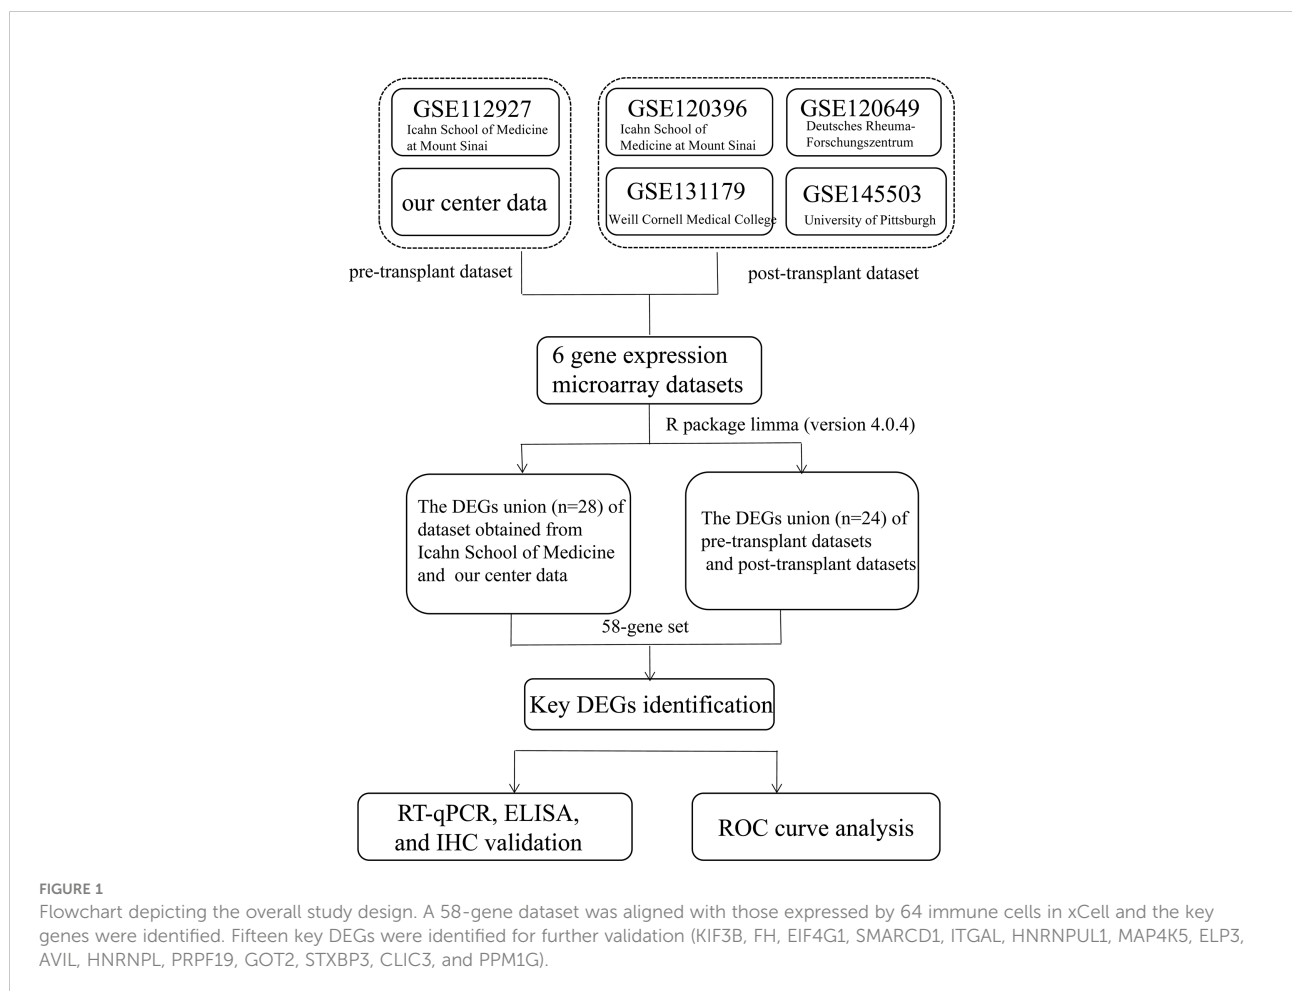 GSE112927
Icahn School of Medicine
at Mount Sinai
our center data
GSE120396
Icahn School of
Medicine at Mount Sinai
GSE120649
Deutsches Rheuma-
Forschungszentrum
GSE131179
Weill Cornell Medical College
GSE145503
University of Pittsburgh
pre-transplant dataset
post-transplant dataset
6 gene expression
microarray datasets
R package limma (version 4.0.4)
The DEGs union (n=28) of
dataset obtained from
Icahn School of Medicine
and our center data
The DEGs union (n=24) of
pre-transplant datasets
and post-transplant datasets
58-gene set
Key DEGs identification
RT-qPCR, ELISA,
and IHC validation
ROC curve analysis
FIGURE 1
Flowchart depicting the overall study design. A 58-gene dataset was aligned with those expressed by 64 immune cells in xCell and the key
genes were identified. Fifteen key DEGs were identified for further validation (KIF3B, FH, EIF4G1, SMARCD1, ITGAL, HNRNPUL1, MAP4K5, ELP3,
AVIL, HNRNPL, PRPF19, GOT2, STXBP3, CLIC3, and PPM1G).